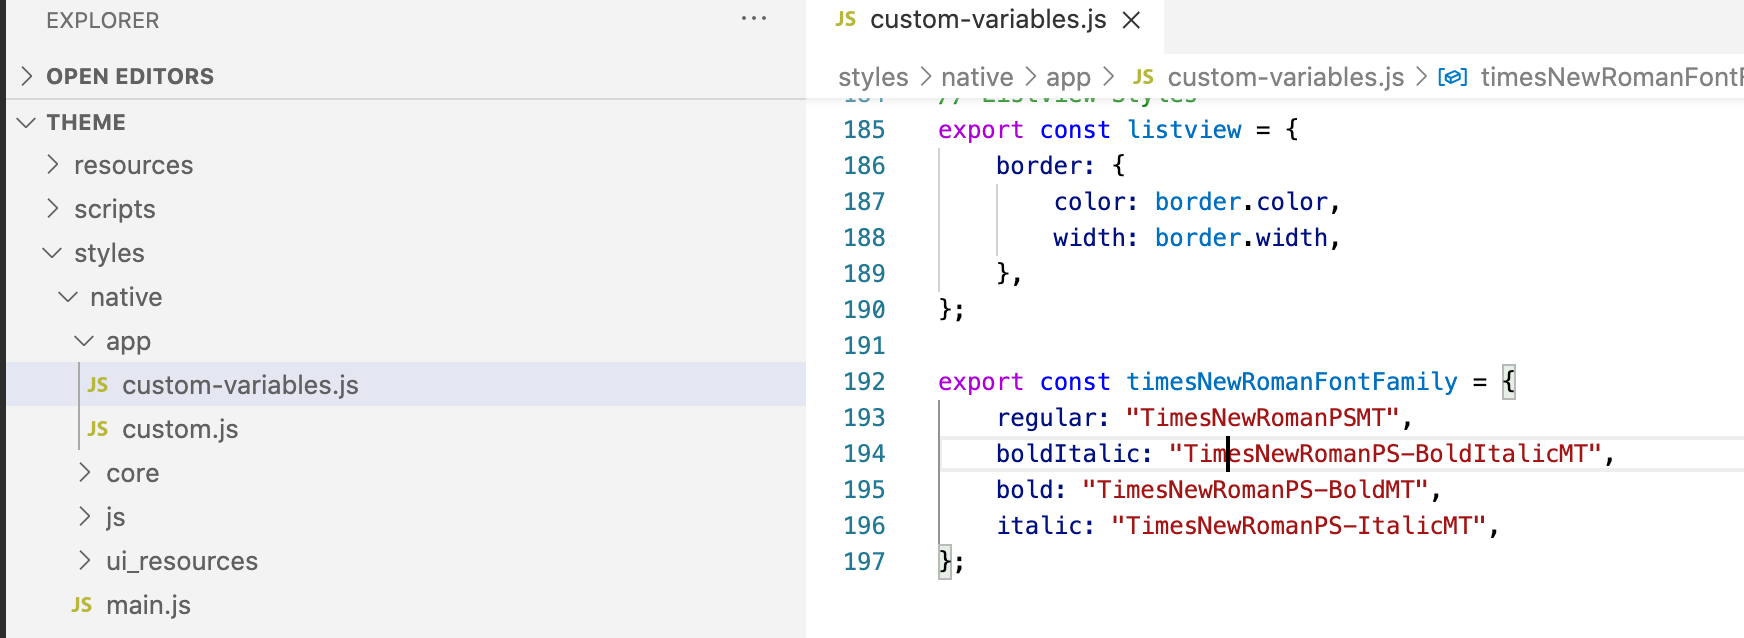 EXPLORER ...
OPEN EDITORS
THEME
resources
scripts
styles
native
app
JS custom-variables.js
JS custom.js
core
js
ui_resources
JS main.js
JS custom-variables.js
styles > native > app > JS custom-variables.js > timesNewRomanFontF
184 // Listview Styles
185 export const listview = {
186 border: {
187 color: border.color,
188 width: border.width,
189 },
190 };
191
192 export const timesNewRomanFontFamily = {
193 regular: "TimesNewRomanPSMT",
194 boldItalic: "TimesNewRomanPS-BoldItalicMT",
195 bold: "TimesNewRomanPS-BoldMT",
196 italic: "TimesNewRomanPS-ItalicMT",
197 };